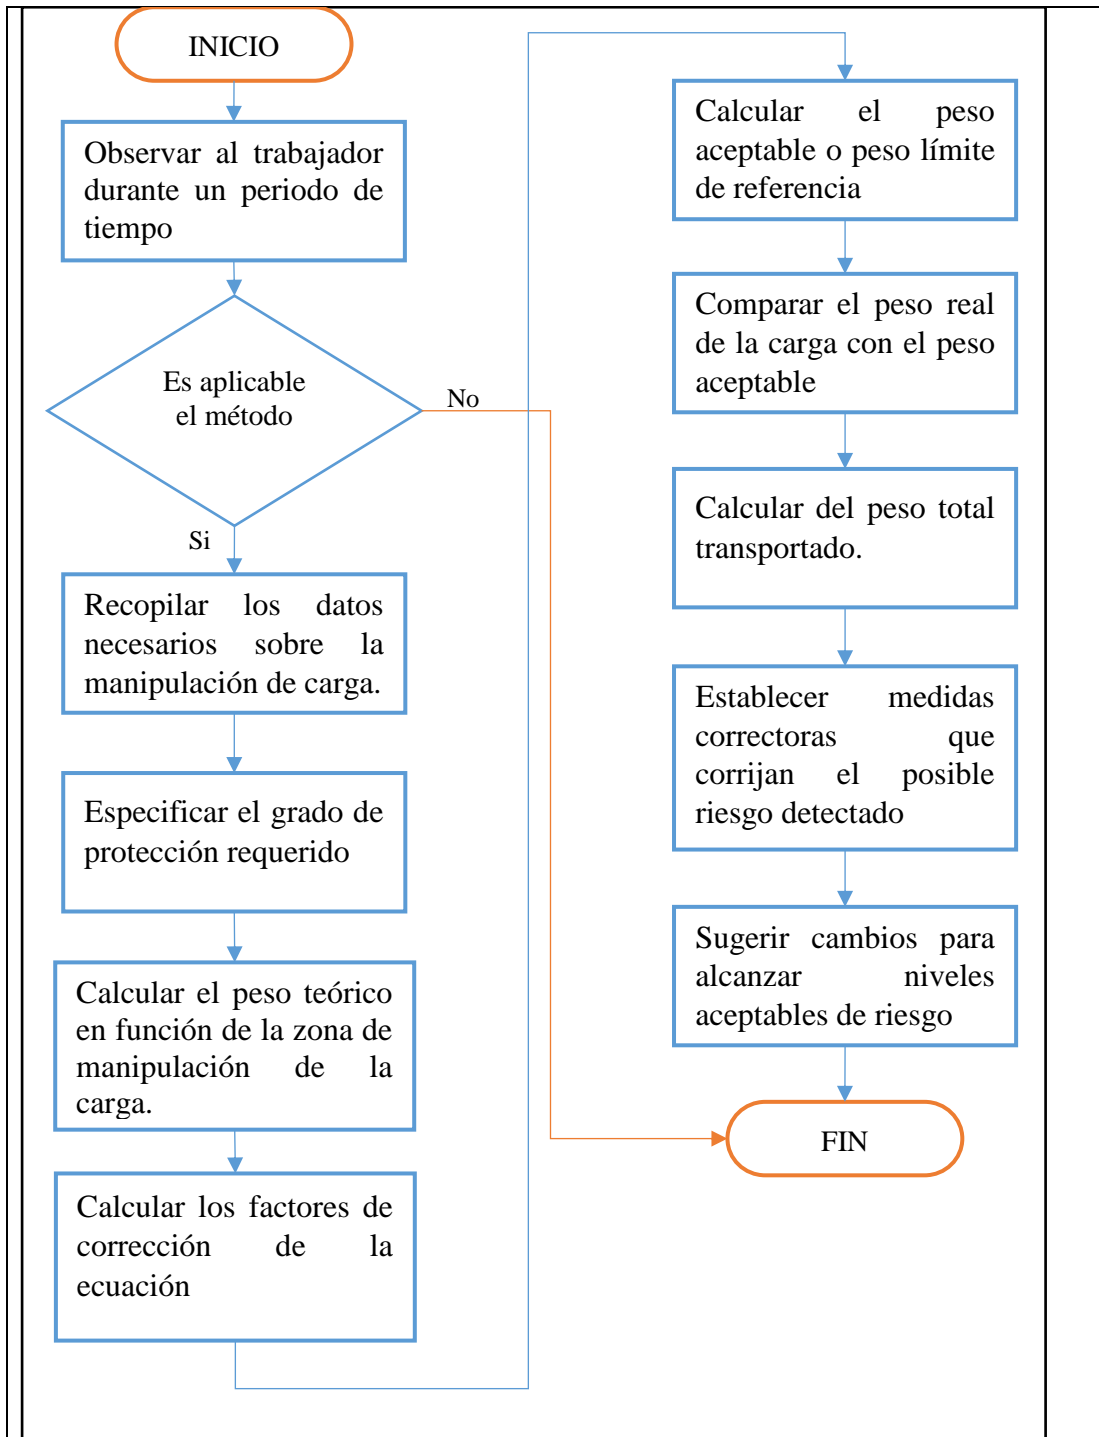 INICIO
Observar al trabajador
durante un periodo de
tiempo
Es aplicable
el método
No
Si
Recopilar los datos
necesarios sobre la
manipulación de carga.
Especificar el grado de
protección requerido
Calcular el peso teórico
en función de la zona de
manipulación de la
carga.
Calcular los factores de
corrección de la
ecuación
Calcular el peso
aceptable o peso límite
de referencia
Comparar el peso real
de la carga con el peso
aceptable
Calcular del peso total
transportado.
Establecer medidas
correctoras que
corrijan el posible
riesgo detectado
Sugerir cambios para
alcanzar niveles
aceptables de riesgo
FIN